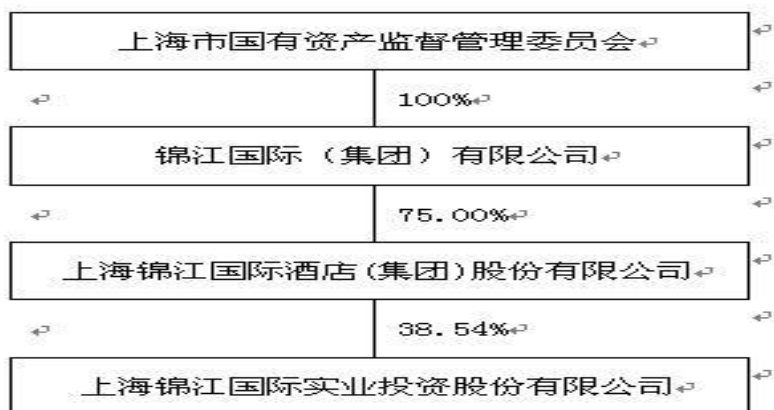 上海市国有资产监督管理委员会
100%
锦江国际（集团）有限公司
75.00%
上海锦江国际酒店(集团)股份有限公司
38.54%
上海锦江国际实业投资股份有限公司